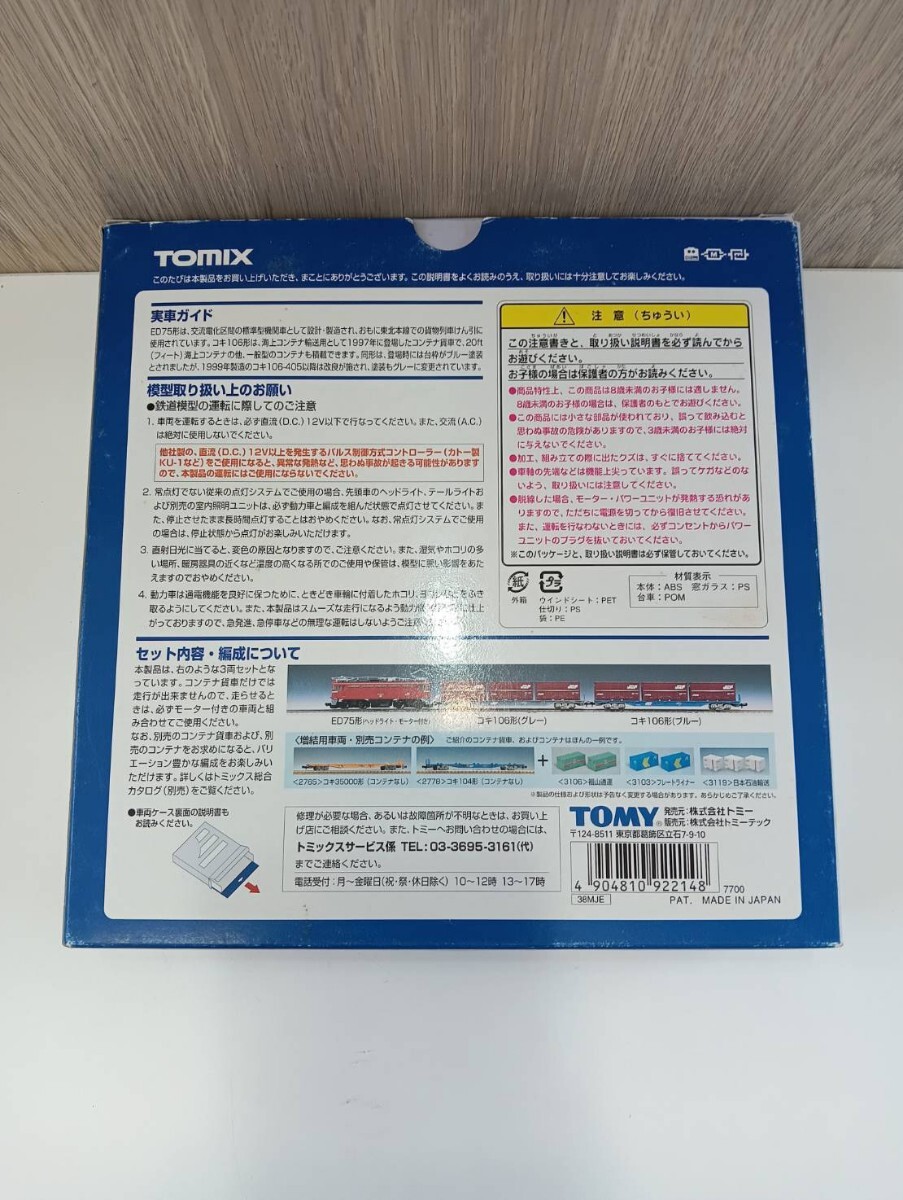 TOMIX
このたびは本製品をお買い上げいただき、まことにありがとうございます。この説明書をよくお読みのうえ、取り扱いには十分注意してお楽しみください。
実車ガイド
ED75形は、交流電化区間の標準型機関車として設計・製造され、おもに東北本線での貨物列車けん引に
使用されています。コキ106形は、海上コンテナ輸送用として1997年に登場したコンテナ貨車で、20ft
(フィート)海上コンテナの他、一般型のコンテナも積載できます。同形は、登場時には台枠がブルー塗装
とされましたが、1999年製造のコキ106-405以降は改良が施され、塗装もグレーに変更されています。
模型取り扱い上のお願い
●鉄道模型の運転に際してのご注意
1. 車両を運転するときは、必ず直流(D.C.)12V以下で行なってください。また、交流(A.C.)
は絶対に使用しないでください。
他社製の、直流(D.C.)12V以上を発生するパルス制御方式コントローラー(カトー製
KU-1など)をご使用になると、異常な発熱など、思わぬ事故が起きる可能性がありますの
で、本製品の運転にはご使用にならないでください。
2. 常点灯でない従来の点灯システムでご使用の場合、先頭車のヘッドライト、テールライトお
よび別売の室内照明ユニットは、必ず動力車と編成を組んだ状態で点灯させてください。ま
た、停止させたまま長時間点灯することはおやめください。なお、常点灯システムでご使用
の場合は、停止状態から点灯がお楽しみいただけます。
3. 直射日光に当てると、変色の原因となりますので、ご注意ください。また、湿気やホコリの多
い場所、暖房器具の近くなど温度の高くなる所でのご使用や保管は、模型に悪い影響をあた
えますのでおやめください。
4. 動力車は通電機能を良好に保つために、ときどき車輪に付着したホコリ、ヨゴレなどをふき
取るようにしてください。また、本製品はスムーズな走行になるよう動力
がっておりますので、急発進、急停車などの無理な運転はしないようご注意
注意(ちゅうい)
この注意書きと、取り扱い説明書を必ず読んでから
お遊びください。
お子様の場合は保護者の方がお読みください。
●商品特性上、この商品は8歳未満のお子様には適しません。
8歳未満のお子様の場合は、保護者のもとでお遊びください。
●この商品には小さな部品が使われており、誤って飲み込むと
思わぬ事故の危険がありますので、3歳未満のお子様には絶対
に与えないでください。
●加工、組み立ての際に出たクズは、すぐに捨ててください。
●車軸の先端などは機能上尖っています。誤てケガなどのな
いよう、取り扱いには注意してください。
●脱線した場合、モーター・パワーユニットが発熱する恐れがあ
りますので、ただちに電源を切ってから復旧させてください。
また、運転を行なわないときには、必ずコンセントからパワー
ユニットのプラグを抜いておいてください。
※このパッケージと、取り扱い説明書は必ず保管しておいてください。
紙
外箱
プラ
ウインドシート:PET
仕切り:PS
袋:PE
材質表示
本体:ABS 窓ガラス:PS
台車:POM
セット内容・編成について
本製品は、右のような3両セットとな
っています。コンテナ貨車だけでは
走行が出来ませんので、走らせると
きは、必ずモーター付きの車両と組
み合わせてご使用ください。
なお、別売のコンテナ貨車および、別
売のコンテナをお求めになると、バリ
エーション豊かな編成をお楽しみい
ただけます。詳しくはトミックス総合
カタログ(別売)をご覧ください。
●車両ケース裏面の説明書も
お読みください。
ED75形(ヘッドライト・モーター付き)
コキ106形(グレー)
コキ106形(ブルー)
〈増結用車両・別売コンテナの例〉 ご紹介のコンテナ貨車、およびコンテナはほんの一例です。
+
<2765>コキ35000形(コンテナなし)
<2776>コキ104形(コンテナなし)
<3106>福山通運
<3103>フレートライナー
<3119>日本石油輸送
※製品の仕様および形状は予告なく変更する場合があります。あらかじめご了承ください。
修理が必要な場合、あるいは故障箇所が不明なときは、お買い上
げ店にご相談ください。また、トミーへお問い合わせの場合には、
トミックスサービス係 TEL:03-3695-3161(代)
までご連絡ください。
電話受付:月〜金曜日(祝・祭・休日除く) 10〜12時 13〜17時
TOMY
発売元:株式会社トミー
販売元:株式会社トミーテック
〒124-8511 東京都葛飾区立石7-9-10
4 904810 922148
7700
38MJE
PAT. MADE IN JAPAN